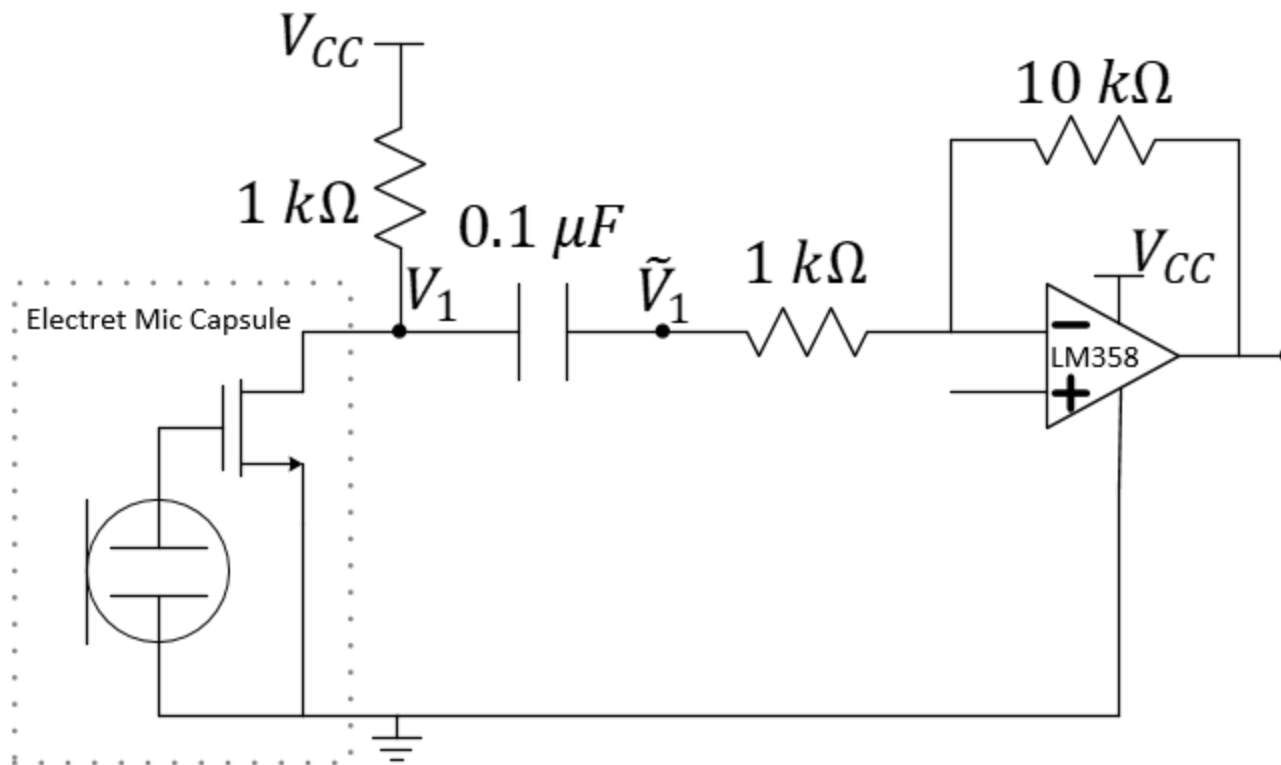 V_CC
10 kΩ
1 kΩ
0.1 μF
V_1
Ṽ_1
1 kΩ
V_CC
Electret Mic Capsule
−
LM358
+